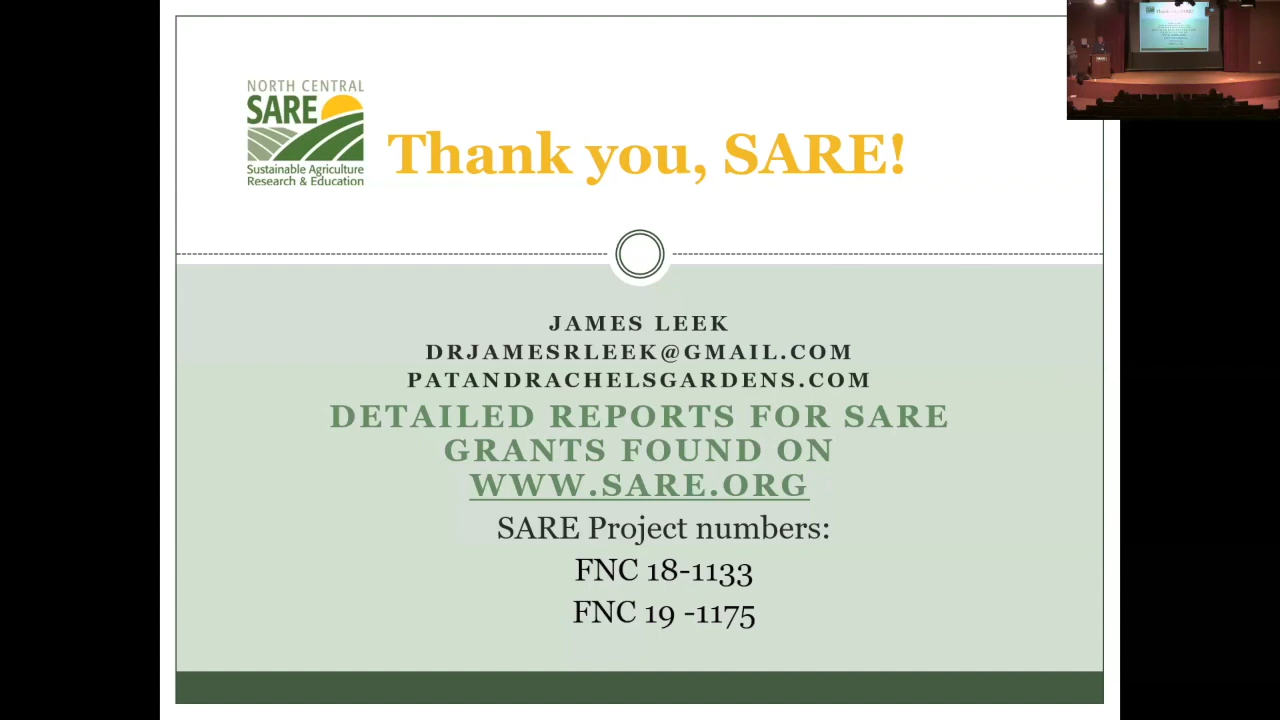 NORTH CENTRAL
SARE
Sustainable Agriculture
Research & Education
Thank you, SARE!
JAMES LEEK
DRJAMESRLEEK@GMAIL.COM
PATANDRACHELSGARDENS.COM
DETAILED REPORTS FOR SARE
GRANTS FOUND ON
WWW.SARE.ORG
SARE Project numbers:
FNC 18-1133
FNC 19 -1175